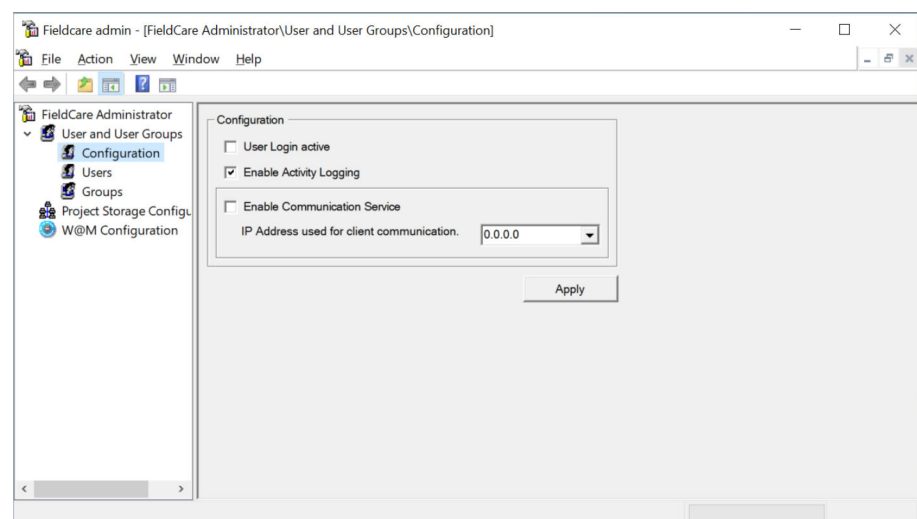 Fieldcare admin - [FieldCare Administrator\User and User Groups\Configuration]
File Action View Window Help
FieldCare Administrator
User and User Groups
Configuration
Users
Groups
Project Storage Configu
W@M Configuration
Configuration
User Login active
Enable Activity Logging
Enable Communication Service
IP Address used for client communication. 0.0.0.0
Apply